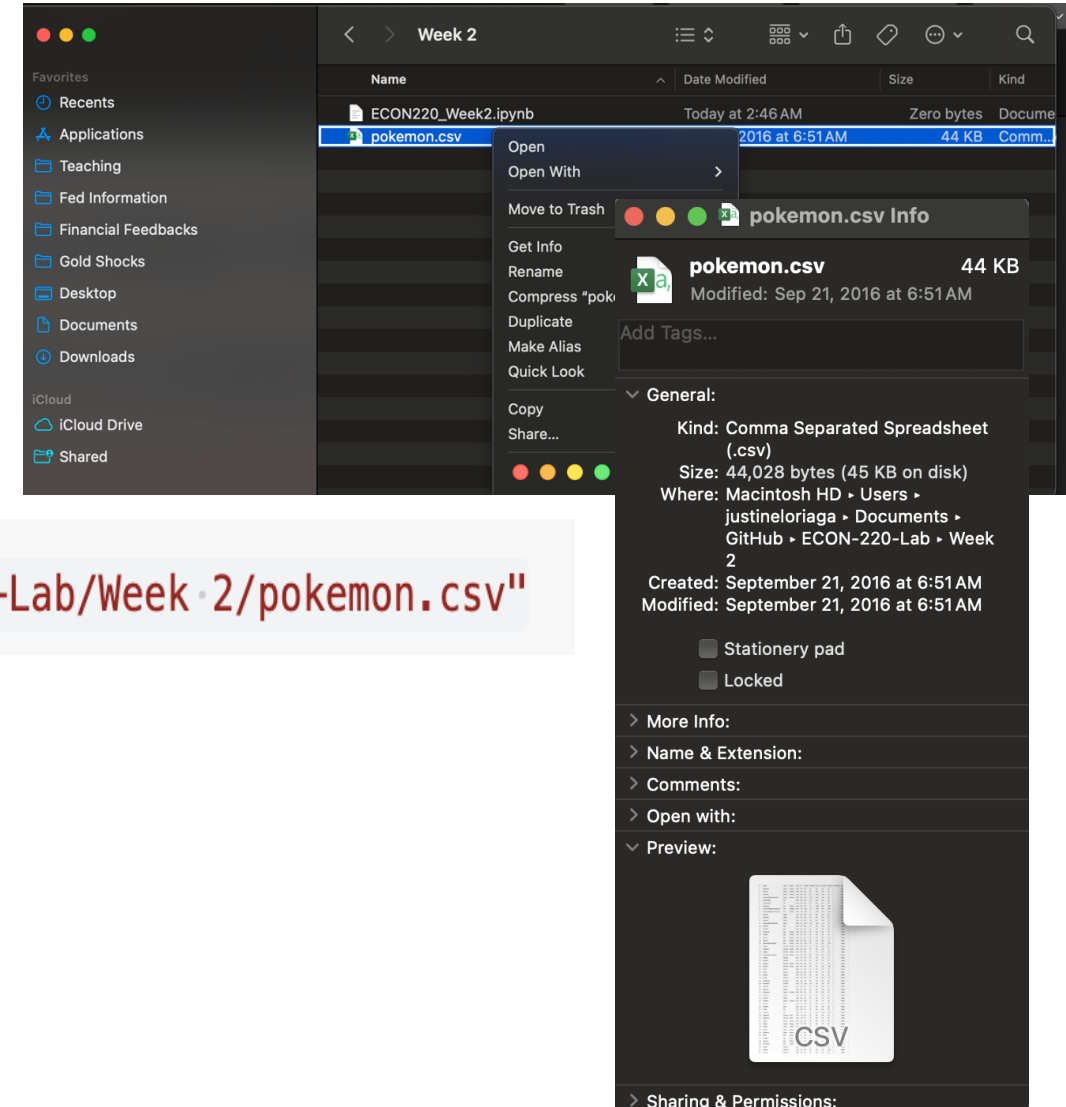 Week 2
Favorites
Recents
Applications
Teaching
Fed Information
Financial Feedbacks
Gold Shocks
Desktop
Documents
Downloads
iCloud
iCloud Drive
Shared
Name Date Modified Size Kind
ECON220_Week2.ipynb Today at 2:46 AM Zero bytes Docume
pokemon.csv 2016 at 6:51 AM 44 KB Comm...
Open
Open With
Move to Trash
Get Info
Rename
Compress "poke
Duplicate
Make Alias
Quick Look
Copy
Share...
pokemon.csv Info
pokemon.csv 44 KB
Modified: Sep 21, 2016 at 6:51 AM
Add Tags...
General:
Kind: Comma Separated Spreadsheet
(.csv)
Size: 44,028 bytes (45 KB on disk)
Where: Macintosh HD ▸ Users ▸
justineloriaga ▸ Documents ▸
GitHub ▸ ECON-220-Lab ▸ Week
2
Created: September 21, 2016 at 6:51 AM
Modified: September 21, 2016 at 6:51 AM
Stationery pad
Locked
More Info:
Name & Extension:
Comments:
Open with:
Preview:
CSV
Sharing & Permissions:
-Lab/Week·2/pokemon.csv"